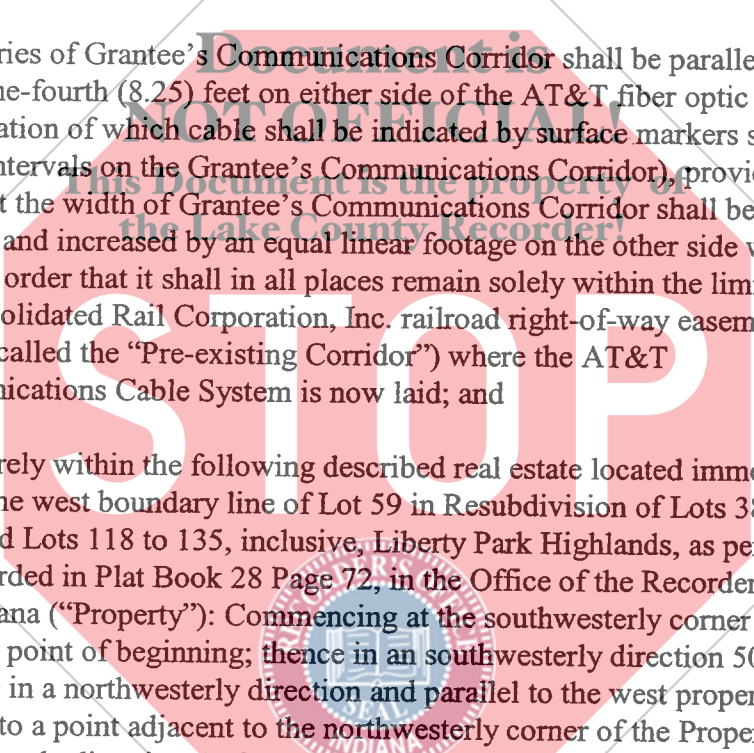 ries of Grantee's Communications Corridor shall be paralle
ne-fourth (8.25) feet on either side of the AT&T fiber optic
ation of which cable shall be indicated by surface markers s
ntervals on the Grantee's Communications Corridor), provi
t the width of Grantee's Communications Corridor shall be
and increased by an equal linear footage on the other side
order that it shall in all places remain solely within the lim
solidated Rail Corporation, Inc. railroad right-of-way easem
called the “Pre-existing Corridor”) where the AT&T
nications Cable System is now laid; and
rely within the following described real estate located imme
he west boundary line of Lot 59 in Resubdivision of Lots 38
d Lots 118 to 135, inclusive, Liberty Park Highlands, as pe
rded in Plat Book 28 Page 72, in the Office of the Recorder
ana (“Property”): Commencing at the southwesterly corner
point of beginning; thence in an southwesterly direction 50
in a northwesterly direction and parallel to the west proper
to a point adjacent to the northwesterly corner of the Prope
Document is
NOT OFFICIAL!
This Document is the property of
the Lake County Recorder!
STOP
SEAL
INDIANA